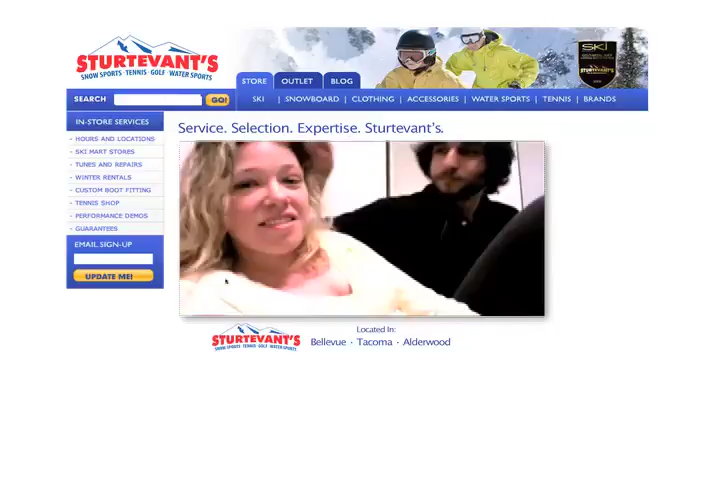 STURTEVANT'S
SNOW SPORTS · TENNIS · GOLF · WATER SPORTS
SKI
STURTEVANT'S
STORE
OUTLET
BLOG
SEARCH
GO!
SKI | SNOWBOARD | CLOTHING | ACCESSORIES | WATER SPORTS | TENNIS | BRANDS
IN-STORE SERVICES
- HOURS AND LOCATIONS
- SKI MART STORES
- TUNES AND REPAIRS
- WINTER RENTALS
- CUSTOM BOOT FITTING
- TENNIS SHOP
- PERFORMANCE DEMOS
- GUARANTEES
EMAIL SIGN-UP
UPDATE ME!
Service. Selection. Expertise. Sturtevant's.
STURTEVANT'S
SNOW SPORTS · TENNIS · GOLF · WATER SPORTS
Located In:
Bellevue · Tacoma · Alderwood